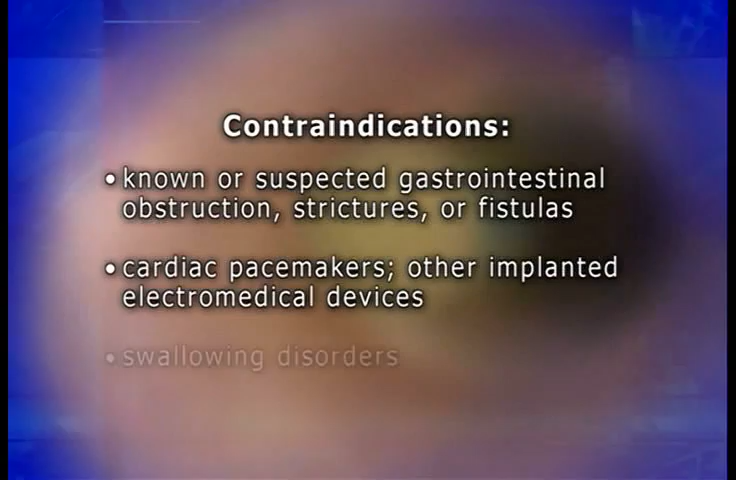 Contraindications:
• known or suspected gastrointestinal
obstruction, strictures, or fistulas
• cardiac pacemakers; other implanted
electromedical devices
• swallowing disorders